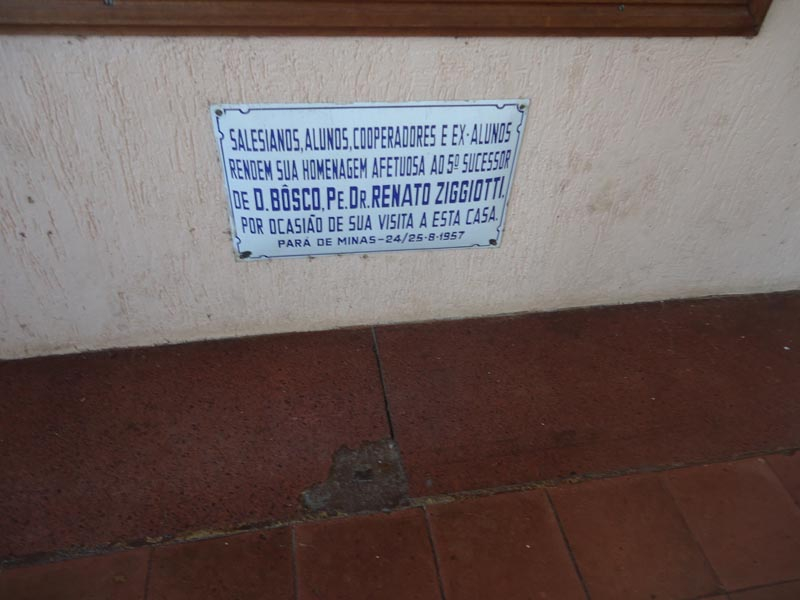 SALESIANOS, ALUNOS, COOPERADORES E EX-ALUNOS
RENDEM SUA HOMENAGEM AFETUOSA AO 5º SUCESSOR
DE D. BÔSCO, PE. DR. RENATO ZIGGIOTTI.
POR OCASIÃO DE SUA VISITA A ESTA CASA.
PARÁ DE MINAS-24/25-8-1957